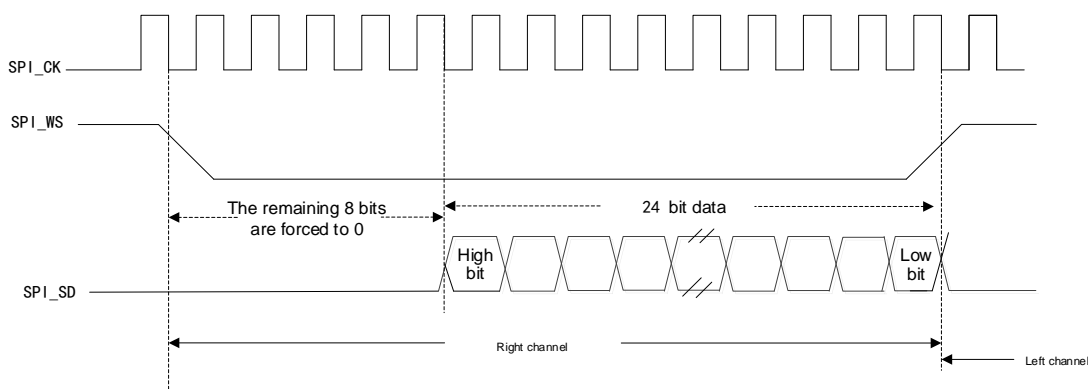 SPI_CK
SPI_WS
The remaining 8 bits
are forced to 0
24 bit data
High
bit
Low
bit
SPI_SD
Right channel
Left channel